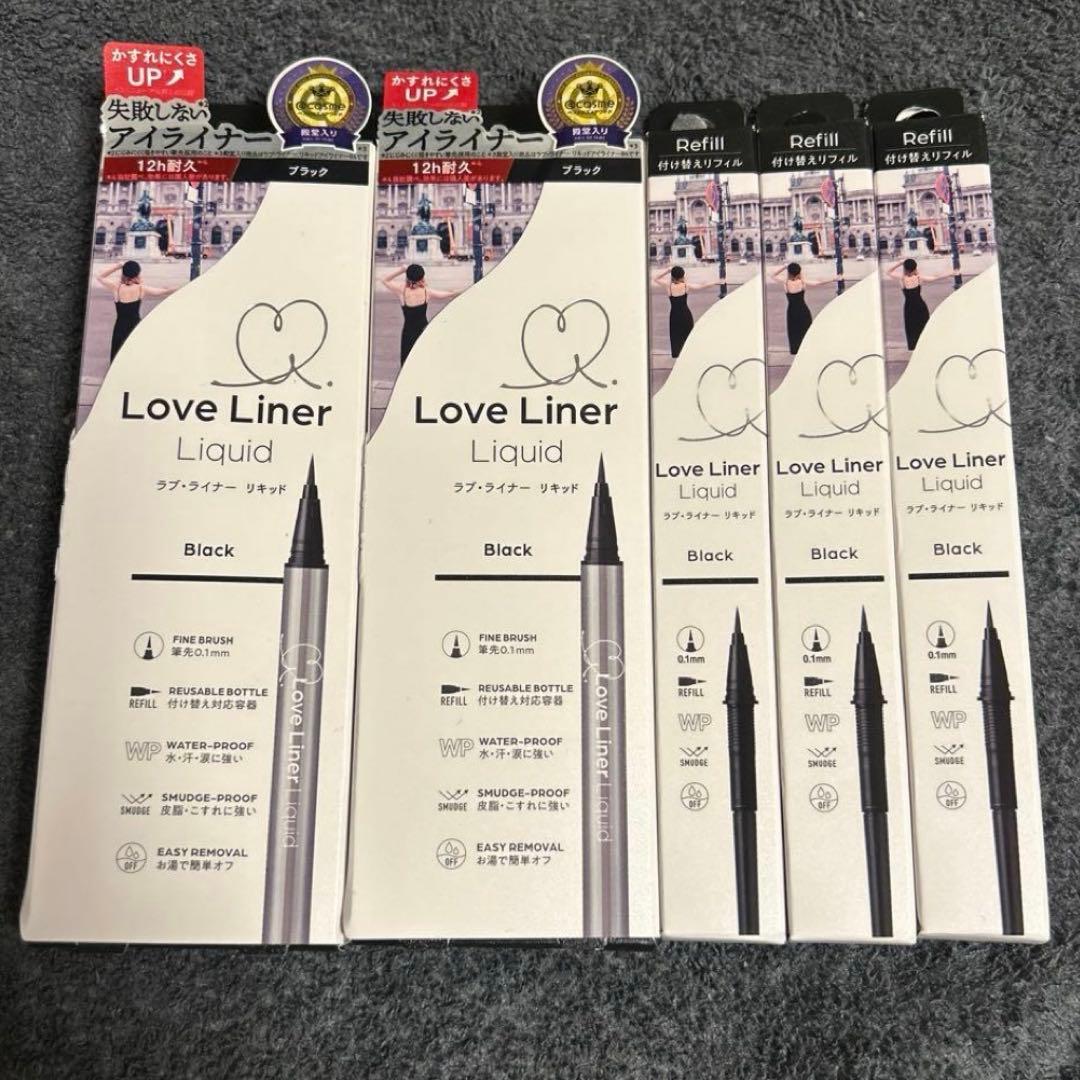 かすれにくさ
UP
失敗しない
アイライナー
12h耐久
ブラック
@cosme
殿堂入り
Love Liner
Liquid
ラブ・ライナー リキッド
Black
FINE BRUSH
筆先0.1mm
REFILL
REUSABLE BOTTLE
付け替え対応容器
WP
WATER-PROOF
水・汗・涙に強い
SMUDGE
SMUDGE-PROOF
皮脂・こすれに強い
OFF
EASY REMOVAL
お湯で簡単オフ
Love Liner Liquid
かすれにくさ
UP
失敗しない
アイライナー
12h耐久
ブラック
@cosme
殿堂入り
Love Liner
Liquid
ラブ・ライナー リキッド
Black
FINE BRUSH
筆先0.1mm
REFILL
REUSABLE BOTTLE
付け替え対応容器
WP
WATER-PROOF
水・汗・涙に強い
SMUDGE
SMUDGE-PROOF
皮脂・こすれに強い
OFF
EASY REMOVAL
お湯で簡単オフ
Love Liner Liquid
Refill
付け替えリフィル
Love Liner
Liquid
ラブ・ライナー リキッド
Black
0.1mm
REFILL
WP
SMUDGE
OFF
Refill
付け替えリフィル
Love Liner
Liquid
ラブ・ライナー リキッド
Black
0.1mm
REFILL
WP
SMUDGE
OFF
Refill
付け替えリフィル
Love Liner
Liquid
ラブ・ライナー リキッド
Black
0.1mm
REFILL
WP
SMUDGE
OFF